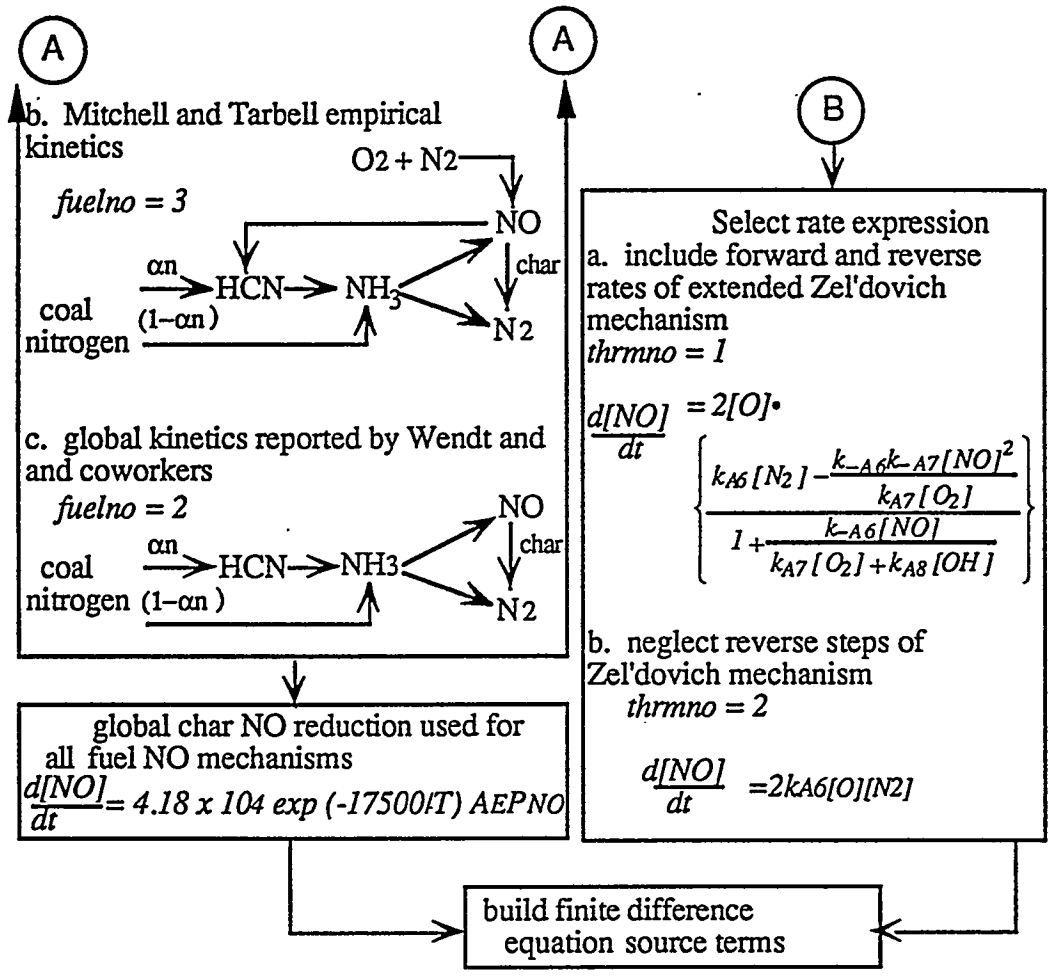 A
A
B
b. Mitchell and Tarbell empirical
kinetics
O2 + N2
fuelno = 3
NO
αn
HCN
NH3
char
coal
(1-αn)
nitrogen
N2
c. global kinetics reported by Wendt and
and coworkers
fuelno = 2
NO
αn
HCN
NH3
char
coal
nitrogen (1-αn)
N2
global char NO reduction used for
all fuel NO mechanisms
d[NO]/dt = 4.18 x 104 exp (-17500/T) AEPNO
Select rate expression
a. include forward and reverse
rates of extended Zel'dovich
mechanism
thrmno = 1
d[NO]/dt = 2[O]•
{
kA6[N2] - k-A6k-A7[NO]²
kA7[O2]
1 + k-A6[NO]
kA7[O2] + kA8[OH]
}
b. neglect reverse steps of
Zel'dovich mechanism
thrmno = 2
d[NO]/dt =2kA6[O][N2]
build finite difference
equation source terms